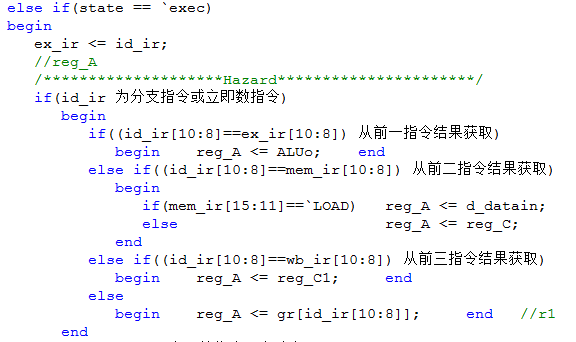 else if(state == `exec)
begin
ex_ir <= id_ir;
//reg_A
/********************Hazard**********************/
if(id_ir 为分支指令或立即数指令)
begin
if((id_ir[10:8]==ex_ir[10:8]) 从前一指令结果获取)
begin reg_A <= ALUo; end
else if((id_ir[10:8]==mem_ir[10:8]) 从前二指令结果获取)
begin
if(mem_ir[15:11]==`LOAD) reg_A <= d_datain;
else reg_A <= reg_C;
end
else if((id_ir[10:8]==wb_ir[10:8]) 从前三指令结果获取)
begin reg_A <= reg_C1; end
else
begin reg_A <= gr[id_ir[10:8]]; end //r1
end